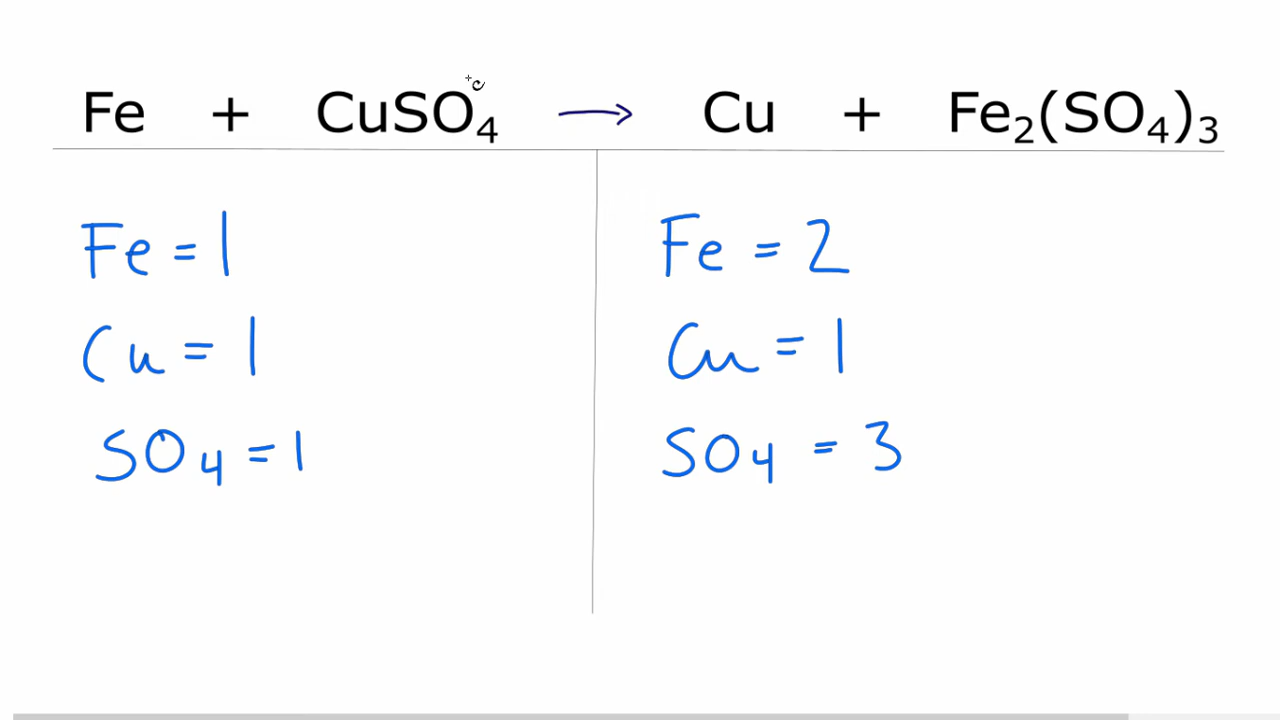 Fe + CuSO₄ → Cu + Fe₂(SO₄)₃
Fe = 1
Cu = 1
SO₄ = 1
Fe = 2
Cu = 1
SO₄ = 3